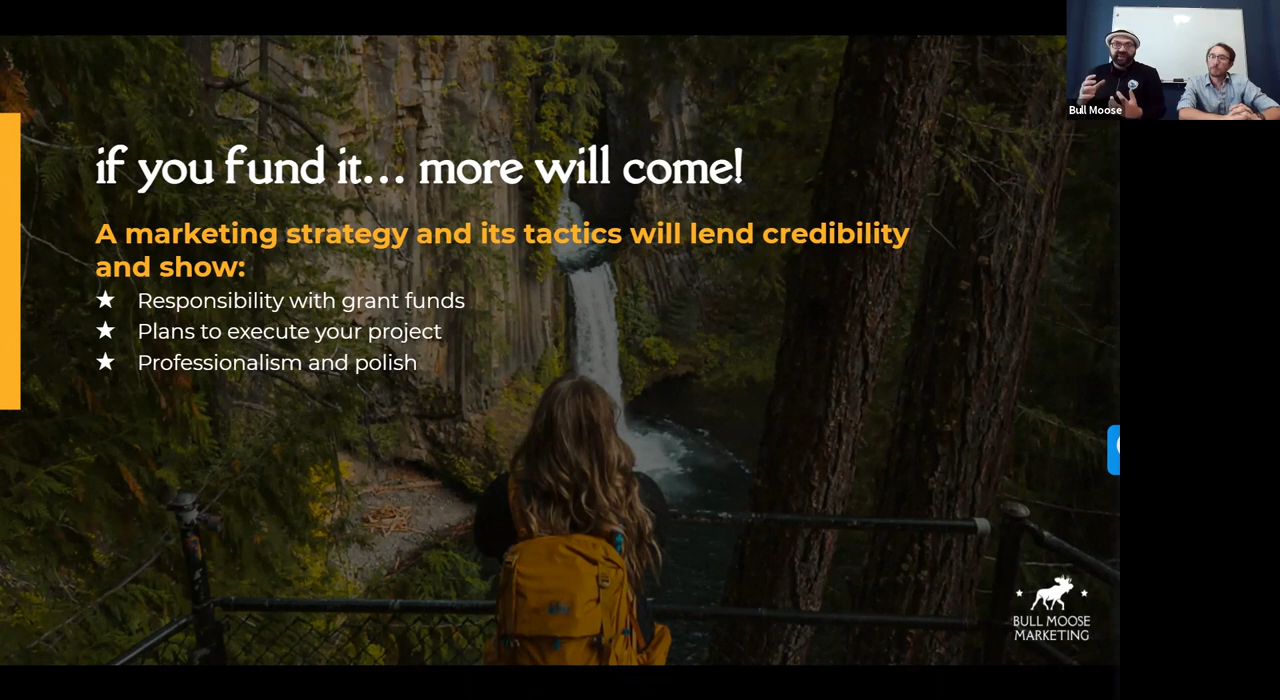 Bull Moose
if you fund it... more will come!
A marketing strategy and its tactics will lend credibility
and show:
★ Responsibility with grant funds
★ Plans to execute your project
★ Professionalism and polish
BULL MOOSE
MARKETING